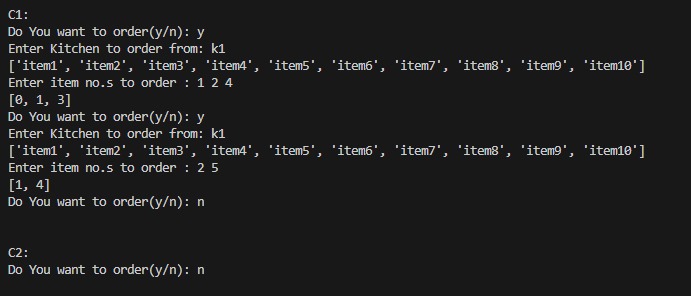 C1:
Do You want to order(y/n): y
Enter Kitchen to order from: k1
['item1', 'item2', 'item3', 'item4', 'item5', 'item6', 'item7', 'item8', 'item9', 'item10']
Enter item no.s to order : 1 2 4
[0, 1, 3]
Do You want to order(y/n): y
Enter Kitchen to order from: k1
['item1', 'item2', 'item3', 'item4', 'item5', 'item6', 'item7', 'item8', 'item9', 'item10']
Enter item no.s to order : 2 5
[1, 4]
Do You want to order(y/n): n
C2:
Do You want to order(y/n): n